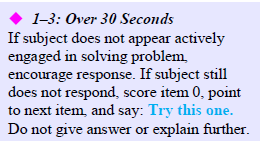 ◆ 1–3: Over 30 Seconds
If subject does not appear actively
engaged in solving problem,
encourage response. If subject still
does not respond, score item 0, point
to next item, and say: Try this one.
Do not give answer or explain further.